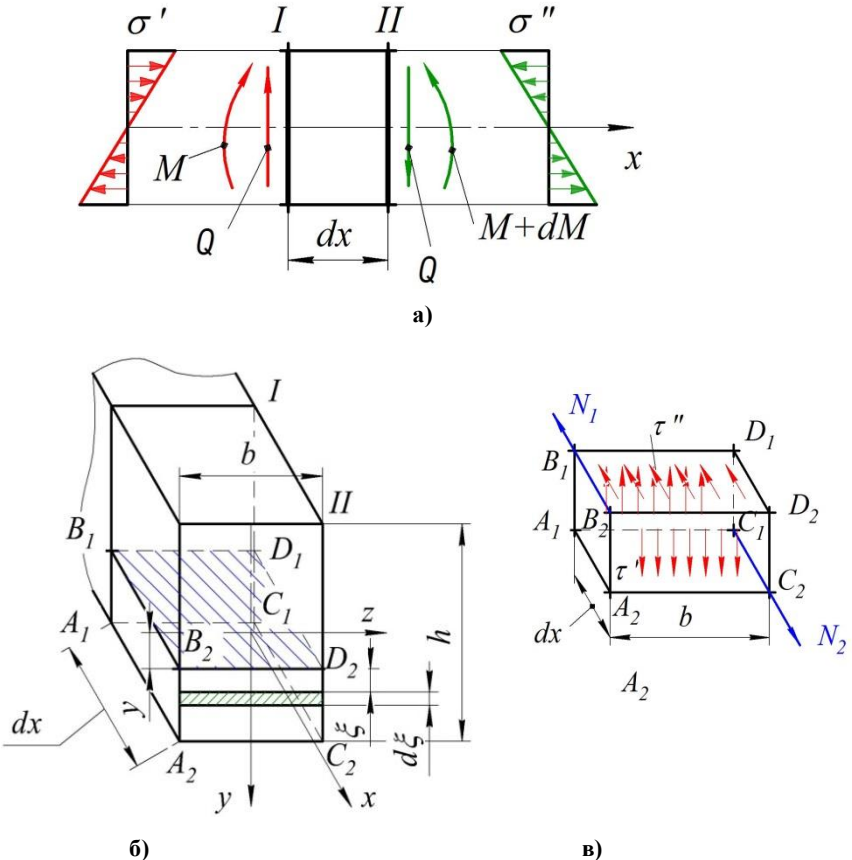 σ' I II σ"
M Q dx Q M+dM x
а)
I
b
II
B₁ D₁
C₁ z h
A₁ B₂ D₂
y ξ dξ
dx
A₂ C₂
y x
б)
N₁ τ" D₁
B₁
A₁ B₂ C₁ D₂
τ'
A₂ C₂
dx b N₂
A₂
в)